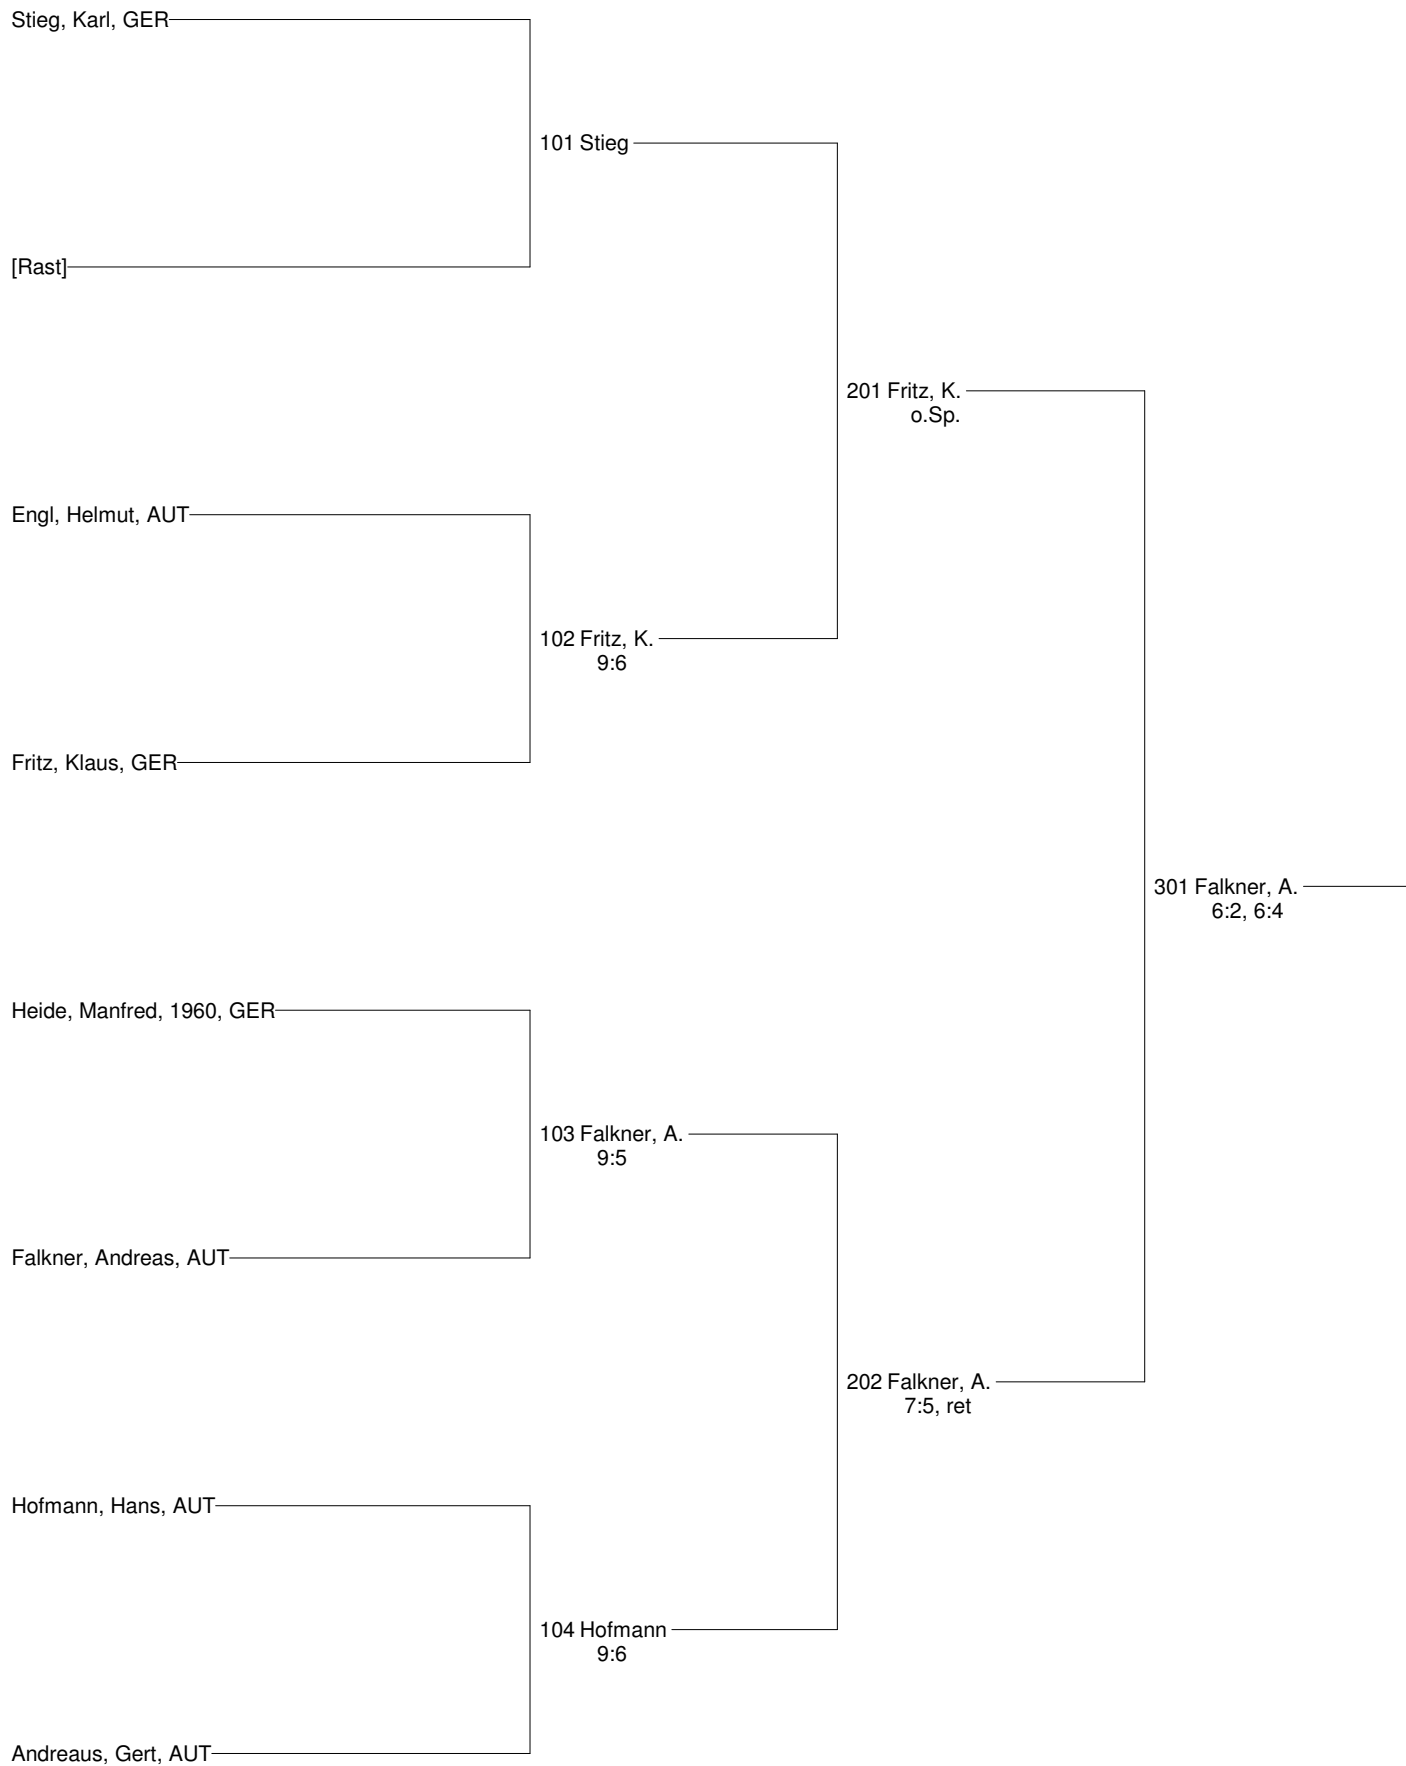 Stieg, Karl, GER
101 Stieg
[Rast]
201 Fritz, K.
o.Sp.
Engl, Helmut, AUT
102 Fritz, K.
9:6
Fritz, Klaus, GER
301 Falkner, A.
6:2, 6:4
Heide, Manfred, 1960, GER
103 Falkner, A.
9:5
Falkner, Andreas, AUT
202 Falkner, A.
7:5, ret
Hofmann, Hans, AUT
104 Hofmann
9:6
Andreaus, Gert, AUT